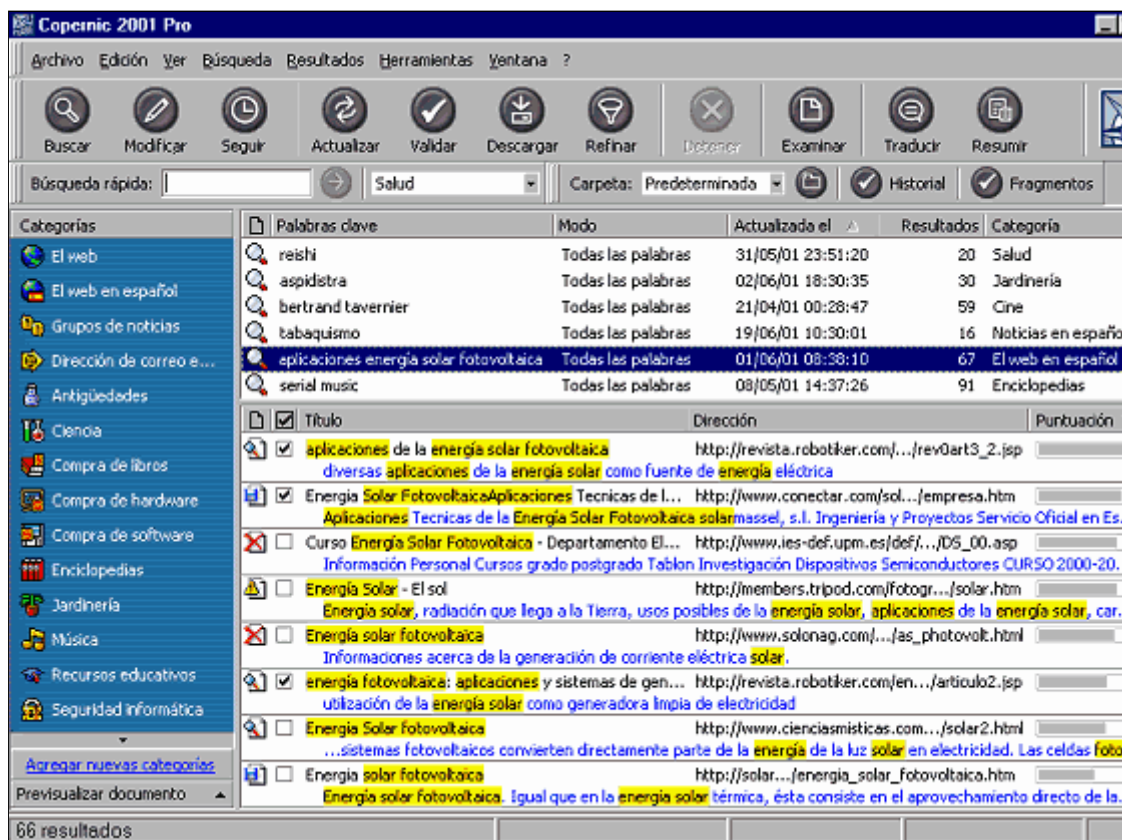 Copernic 2001 Pro
Archivo Edición Ver Búsqueda Resultados Herramientas Ventana ?
Buscar Modificar Seguir Actualizar Validar Descargar Refinar Detener Examinar Traducir Resumir
Búsqueda rápida: Salud Carpeta: Predeterminada Historial Fragmentos
Categorías
El web
El web en español
Grupos de noticias
Dirección de correo e...
Antigüedades
Ciencia
Compra de libros
Compra de hardware
Compra de software
Enciclopedias
Jardinería
Música
Recursos educativos
Seguridad informática
Agregar nuevas categorías
Previsualizar documento
Palabras clave Modo Actualizada el Resultados Categoría
reishi Todas las palabras 31/05/01 23:51:20 20 Salud
aspidistra Todas las palabras 02/06/01 18:30:35 30 Jardinería
bertrand tavernier Todas las palabras 21/04/01 00:28:47 59 Cine
tabaquismo Todas las palabras 19/06/01 10:30:01 16 Noticias en españo
aplicaciones energía solar fotovoltaica Todas las palabras 01/06/01 08:38:10 67 El web en español
serial music Todas las palabras 08/05/01 14:37:26 91 Enciclopedias
Título Dirección Puntuación
aplicaciones de la energía solar fotovoltaica http://revista.robotiker.com/.../rev0art3_2.jsp
diversas aplicaciones de la energía solar como fuente de energía eléctrica
Energia Solar FotovoltaicaAplicaciones Tecnicas de l... http://www.conectar.com/sol.../empresa.htm
Aplicaciones Tecnicas de la Energía Solar Fotovoltaica solarmassel, s.l. Ingeniería y Proyectos Servicio Oficial en Es.
Curso Energía Solar Fotovoltaica - Departamento El... http://www.ies-def.upm.es/def/.../DS_00.asp
Información Personal Cursos grado postgrado Tablon Investigación Dispositivos Semiconductores CURSO 2000-20.
Energía Solar - El sol http://members.tripod.com/fotogr.../solar.htm
Energía solar, radiación que llega a la Tierra, usos posibles de la energía solar, aplicaciones de la energía solar, car.
Energía solar fotovoltaica http://www.solonag.com/.../as_photovolt.html
Informaciones acerca de la generaciión de corriente eléctrica solar.
energía fotovoltaica: aplicaciones y sistemas de gen... http://revista.robotiker.com/en.../articulo2.jsp
utilización de la energía solar como generadora limpia de electricidad
Energia Solar fotovoltaica http://www.cienciasmisticas.com.../solar2.html
...sistemas fotovoltaicos convierten directamente parte de la energía de la luz solar en electricidad. Las celdas foto
Energia solar fotovoltaica http://solar.../energia_solar_fotovoltaica.htm
Energía solar fotovoltaica. Igual que en la energía solar térmica, ésta consiste en el aprovechamiento directo de la.
66 resultados